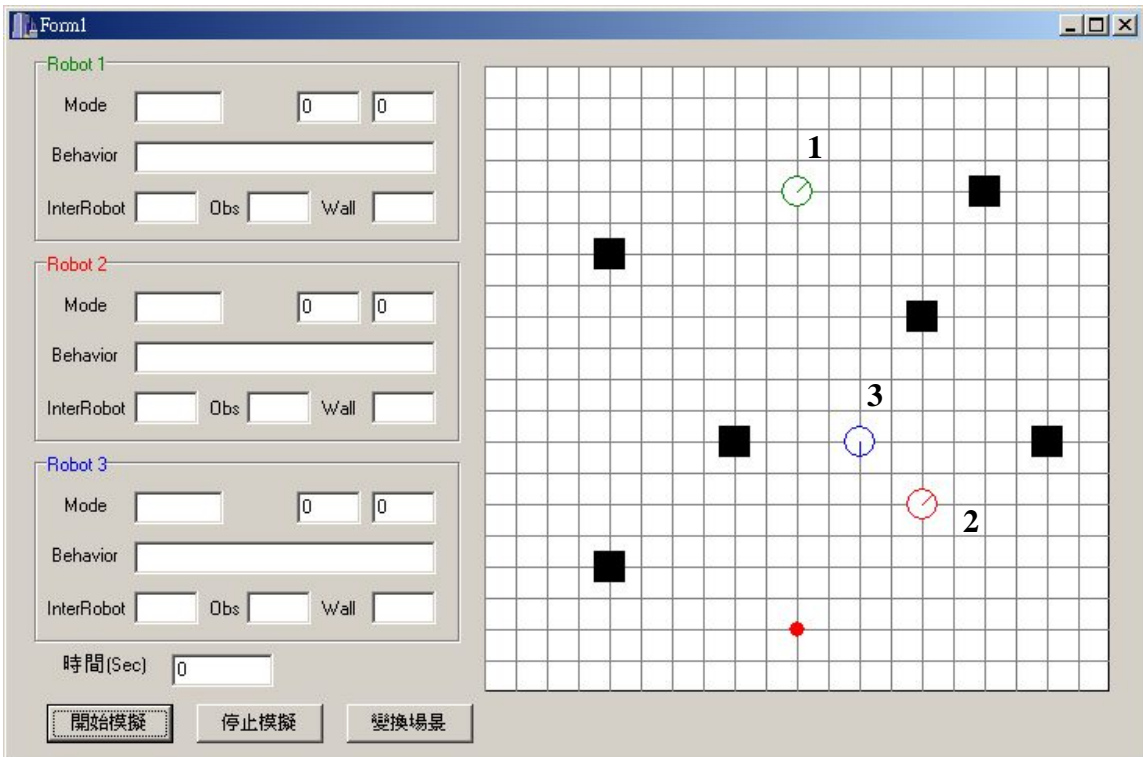 Form1
Robot 1
Mode 0 0
Behavior
InterRobot Obs Wall
Robot 2
Mode 0 0
Behavior
InterRobot Obs Wall
Robot 3
Mode 0 0
Behavior
InterRobot Obs Wall
時間(Sec) 0
開始模擬 停止模擬 變換場景
1
3
2